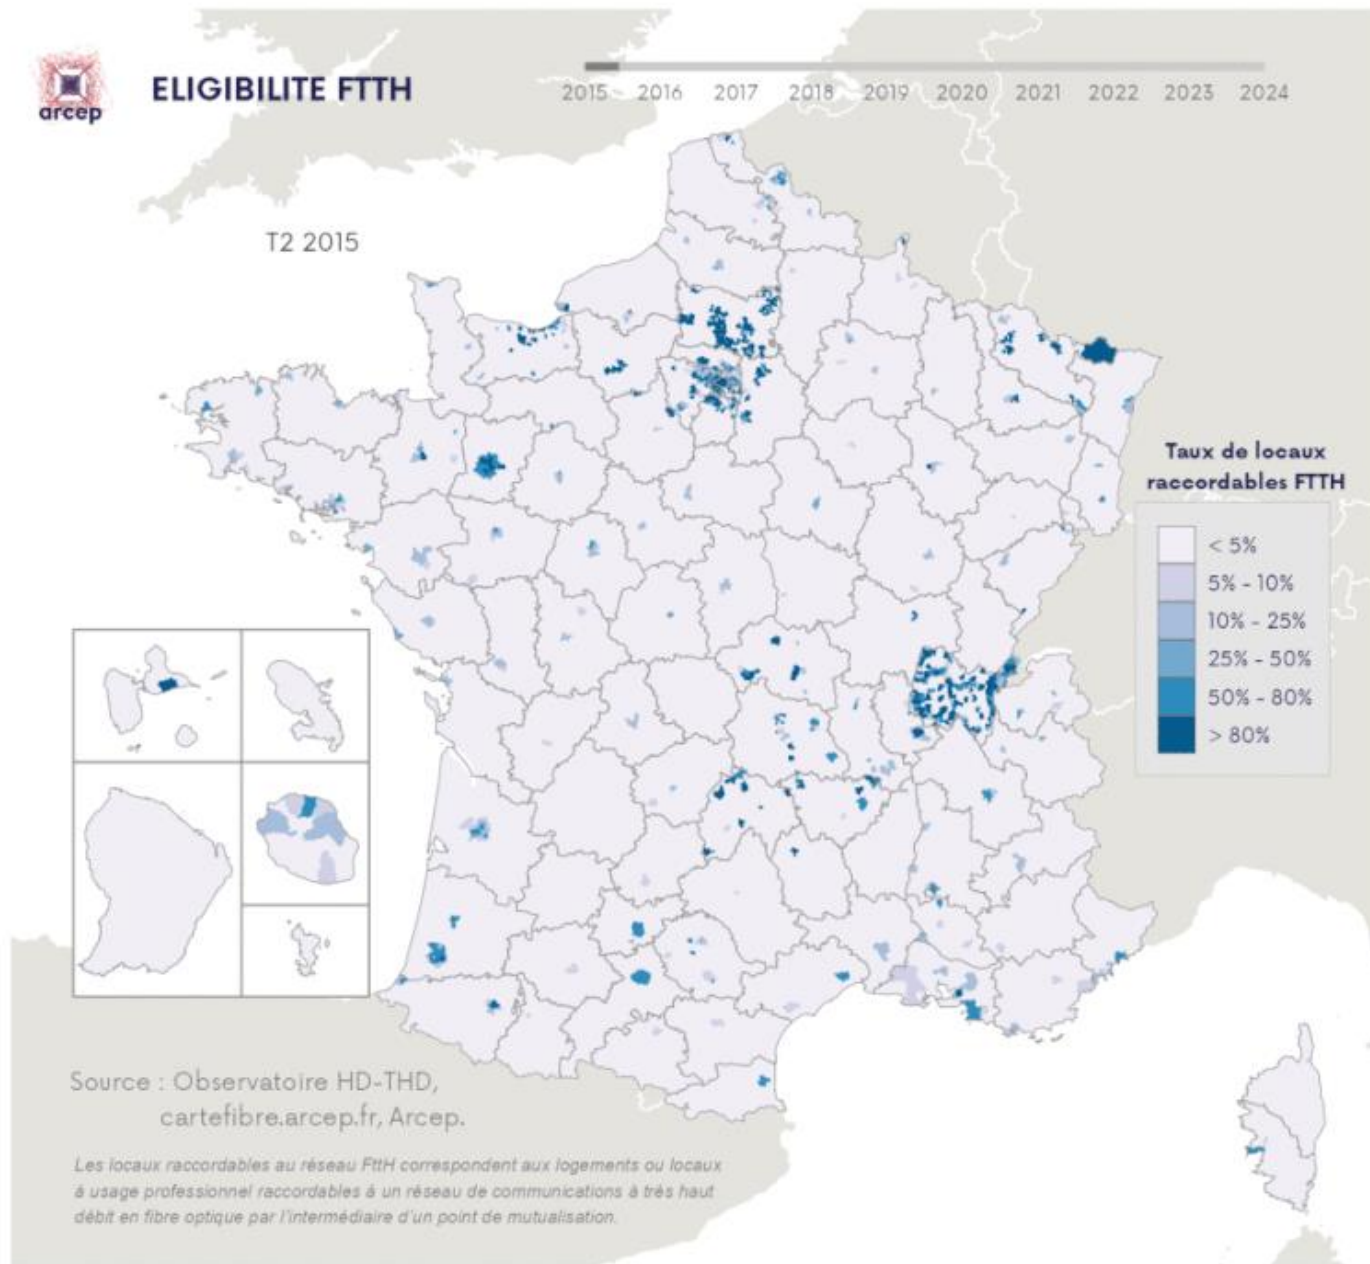 arcep
ELIGIBILITE FTTH
2015 2016 2017 2018 2019 2020 2021 2022 2023 2024
T2 2015
Taux de locaux
raccordables FTTH
< 5%
5% - 10%
10% - 25%
25% - 50%
50% - 80%
> 80%
Source : Observatoire HD-THD,
cartefibre.arcep.fr, Arcep.
Les locaux raccordables au réseau FttH correspondent aux logements ou locaux
à usage professionnel raccordables à un réseau de communications à très haut
débit en fibre optique par l'intermédiaire d'un point de mutualisation.